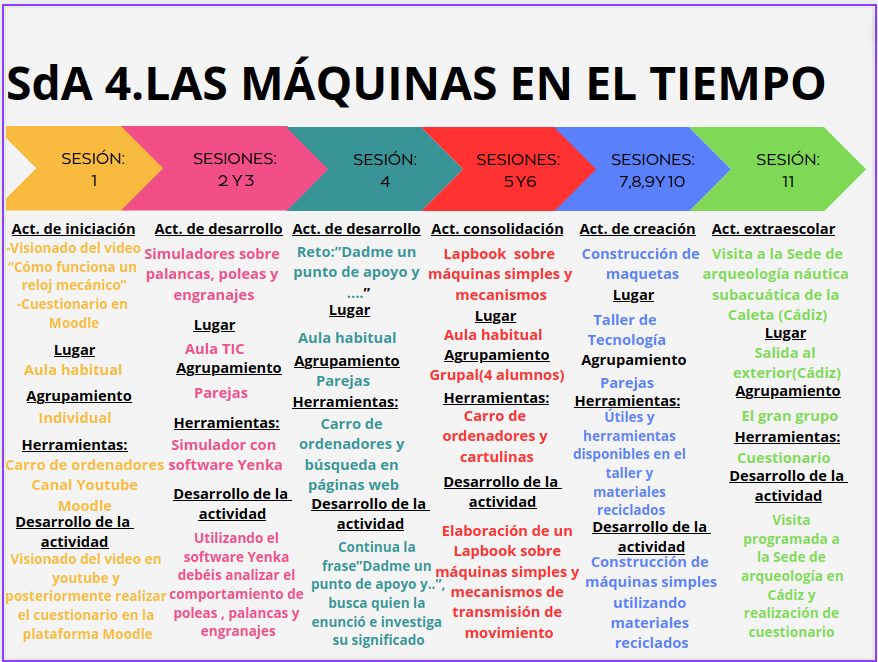 SdA 4.LAS MÁQUINAS EN EL TIEMPO
SESIÓN:
1
Act. de iniciación
-Visionado del video
"Cómo funciona un
reloj mecánico"
-Cuestionario en
Moodle
Lugar
Aula habitual
Agrupamiento
Individual
Herramientas:
Carro de ordenadores
Canal Youtube
Moodle
Desarrollo de la
actividad
Visionado del video en
youtube y
posteriormente realizar
el cuestionario en la
plataforma Moodle
SESIONES:
2 Y 3
Act. de desarrollo
Simuladores sobre
palancas, poleas y
engranajes
Lugar
Aula TIC
Agrupamiento
Parejas
Herramientas:
Simulador con
software Yenka
Desarrollo de la
actividad
Utilizando el
software Yenka
debéis analizar el
comportamiento de
poleas , palancas y
engranajes
SESIÓN:
4
Act. de desarrollo
Reto:"Dadme un
punto de apoyo y
...."
Lugar
Aula habitual
Agrupamiento
Parejas
Herramientas:
Carro de
ordenadores y
búsqueda en
páginas web
Desarrollo de la
actividad
Continua la
frase"Dadme un
punto de apoyo y..",
busca quien la
enunció e investiga
su significado
SESIONES:
5 Y6
Act. consolidación
Lapbook sobre
máquinas simples y
mecanismos
Lugar
Aula habitual
Agrupamiento
Grupal(4 alumnos)
Herramientas:
Carro de
ordenadores y
cartulinas
Desarrollo de la
actividad
Elaboración de un
Lapbook sobre
máquinas simples y
mecanismos de
transmisión de
movimiento
SESIONES:
7,8,9Y 10
Act. de creación
Construcción de
maquetas
Lugar
Taller de
Tecnología
Agrupamiento
Parejas
Herramientas:
Útiles y
herramientas
disponibles en el
taller y
materiales
reciclados
Desarrollo de la
actividad
Construcción de
máquinas simples
utilizando
materiales
reciclados
SESIÓN:
11
Act. extraescolar
Visita a la Sede de
arqueología náutica
subacuática de la
Caleta (Cádiz)
Lugar
Salida al
exterior(Cádiz)
Agrupamiento
El gran grupo
Herramientas:
Cuestionario
Desarrollo de la
actividad
Visita
programada a
la Sede de
arqueología en
Cádiz y
realización de
cuestionario